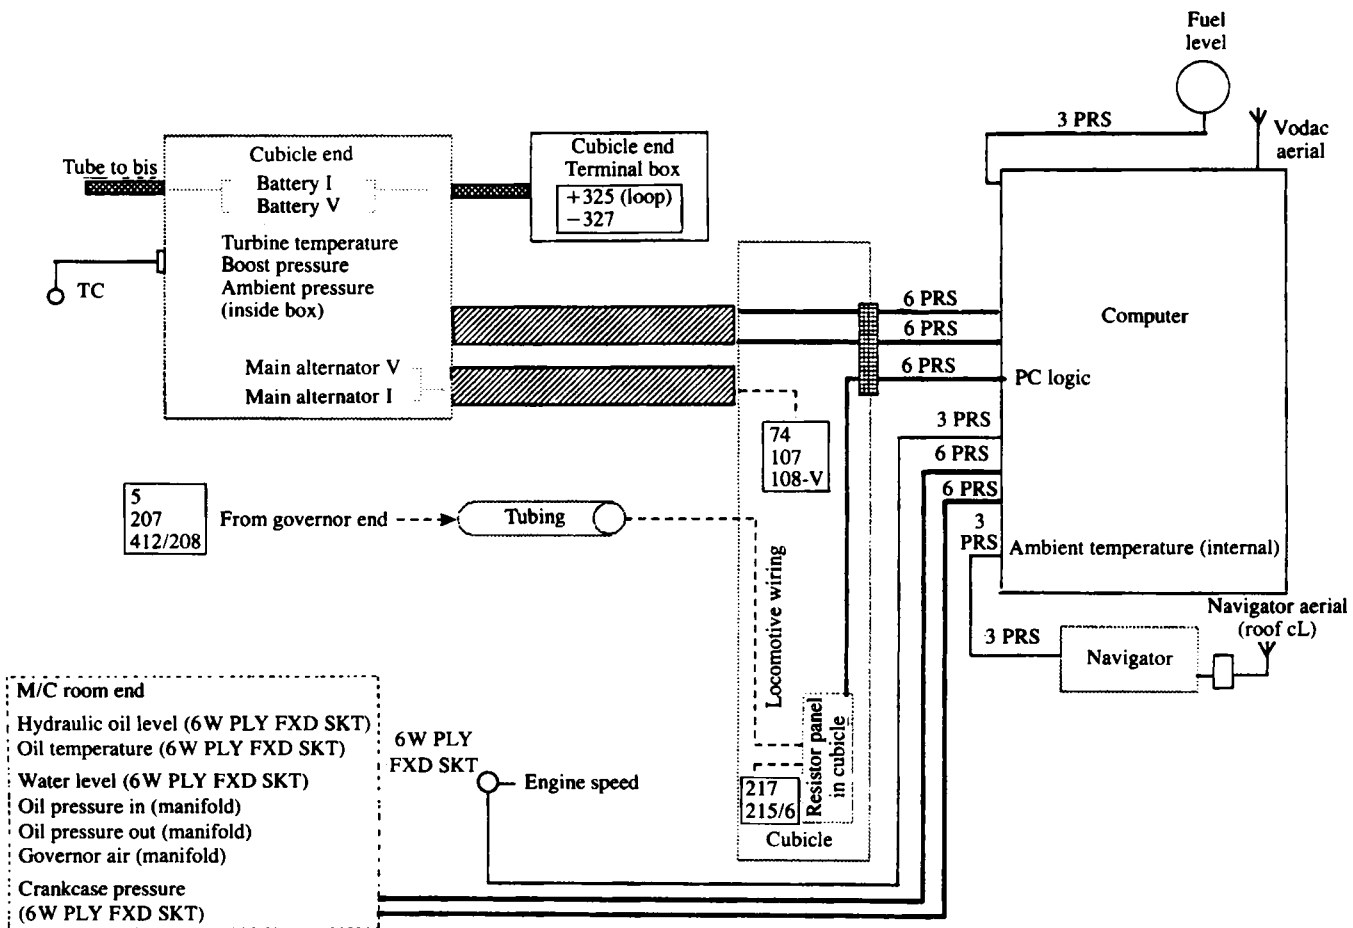 Fuel
level
3 PRS
Vodac
aerial
Tube to bis
Cubicle end
Battery I
Battery V
Cubicle end
Terminal box
+325 (loop)
−327
Turbine temperature
Boost pressure
Ambient pressure
(inside box)
TC
Main alternator V
Main alternator I
6 PRS
6 PRS
6 PRS
Computer
PC logic
74
107
108-V
3 PRS
6 PRS
6 PRS
3
PRS
Ambient temperature (internal)
5
207
412/208
From governor end
Tubing
Locomotive wiring
Navigator aerial
(roof cL)
3 PRS
Navigator
M/C room end
Hydraulic oil level (6W PLY FXD SKT)
Oil temperature (6W PLY FXD SKT)
Water level (6W PLY FXD SKT)
Oil pressure in (manifold)
Oil pressure out (manifold)
Governor air (manifold)
Crankcase pressure
(6W PLY FXD SKT)
6W PLY
FXD SKT
Engine speed
217
215/6
Resistor panel
in cubicle
Cubicle